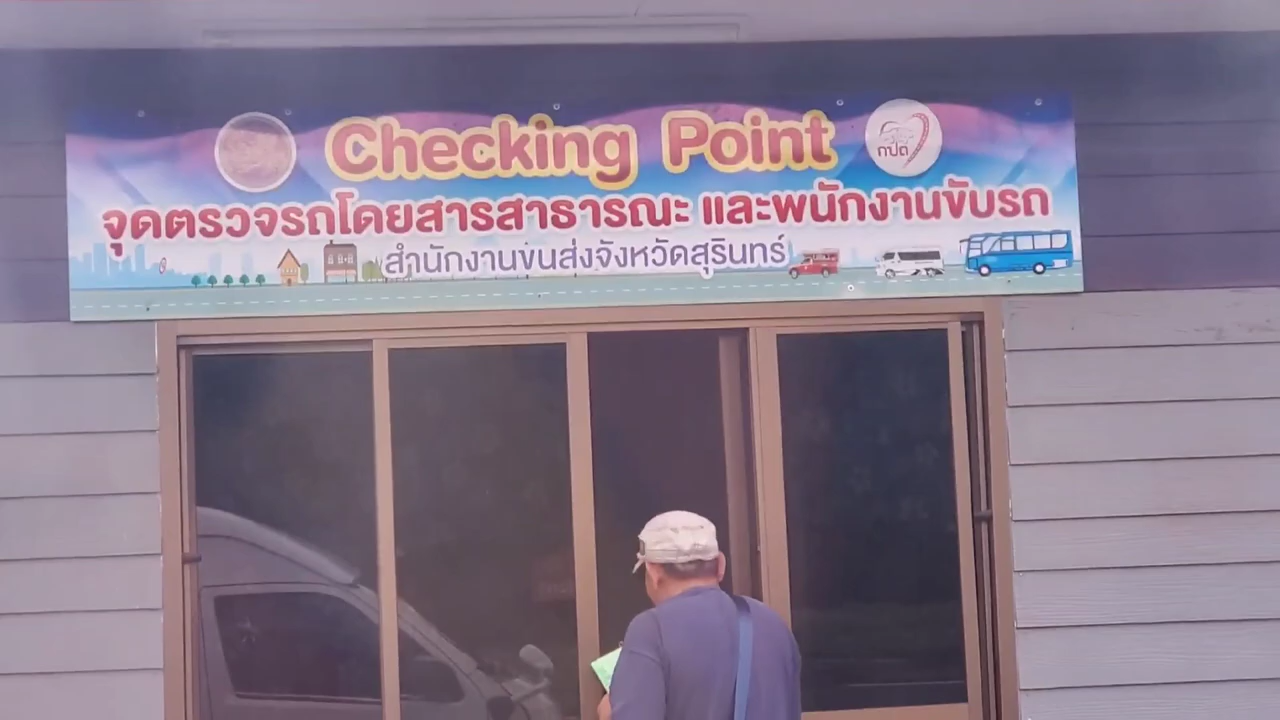 Checking Point
กปถ
จุดตรวจรถโดยสารสาธารณะ และพนักงานขับรถ
สำนักงานขนส่งจังหวัดสุรินทร์